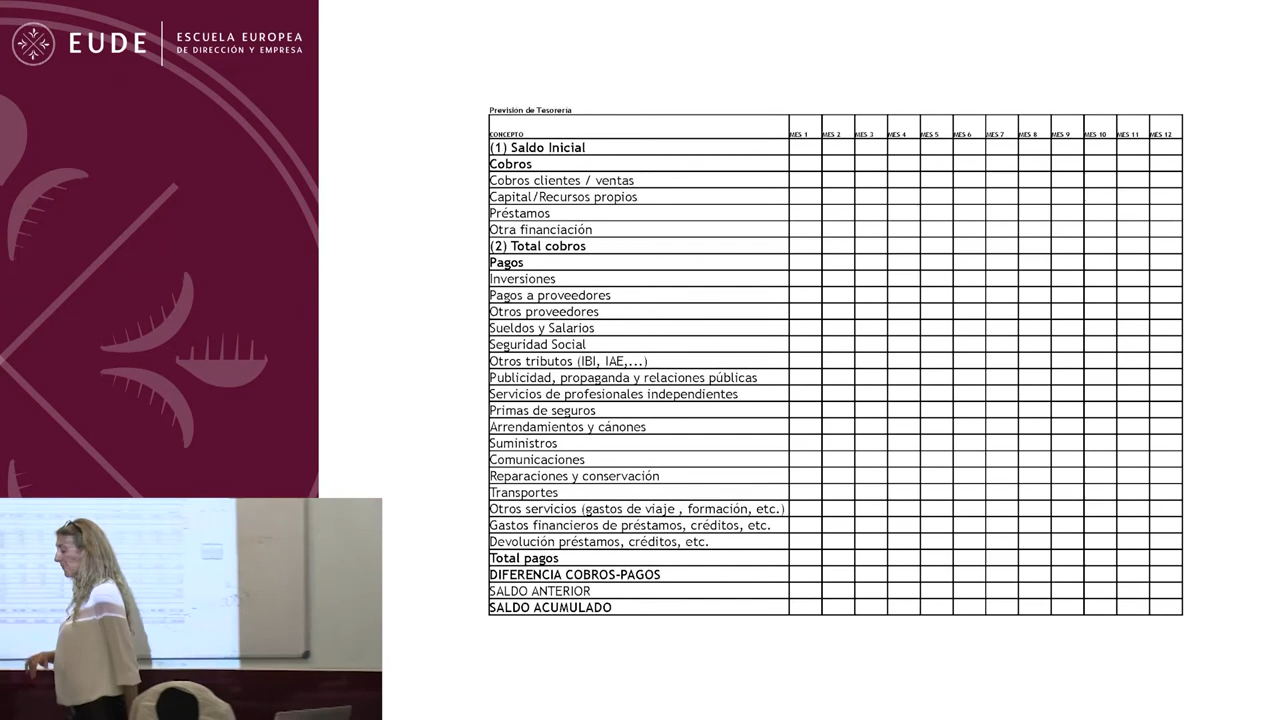 EUDE
ESCUELA EUROPEA
DE DIRECCIÓN Y EMPRESA
Previsión de Tesorería
CONCEPTO MES 1 MES 2 MES 3 MES 4 MES 5 MES 6 MES 7 MES 8 MES 9 MES 10 MES 11 MES 12
(1) Saldo Inicial
Cobros
Cobros clientes / ventas
Capital/Recursos propios
Préstamos
Otra financiación
(2) Total cobros
Pagos
Inversiones
Pagos a proveedores
Otros proveedores
Sueldos y Salarios
Seguridad Social
Otros tributos (IBI, IAE,...)
Publicidad, propaganda y relaciones públicas
Servicios de profesionales independientes
Primas de seguros
Arrendamientos y cánones
Suministros
Comunicaciones
Reparaciones y conservación
Transportes
Otros servicios (gastos de viaje , formación, etc.)
Gastos financieros de préstamos, créditos, etc.
Devolución préstamos, créditos, etc.
Total pagos
DIFERENCIA COBROS-PAGOS
SALDO ANTERIOR
SALDO ACUMULADO